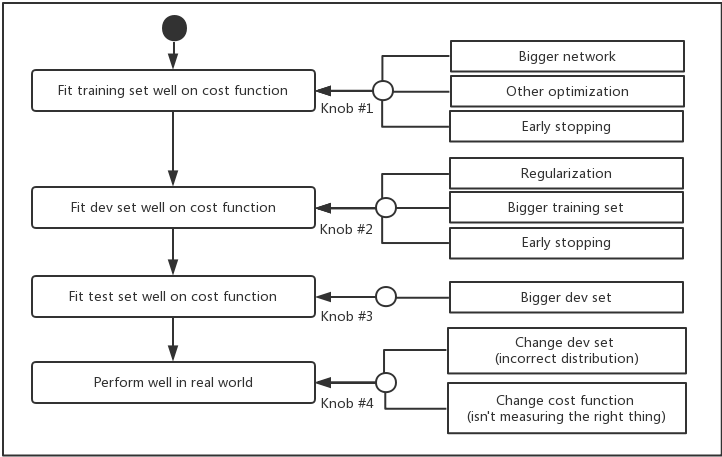 Fit training set well on cost function
Knob #1
Bigger network
Other optimization
Early stopping
Fit dev set well on cost function
Knob #2
Regularization
Bigger training set
Early stopping
Fit test set well on cost function
Knob #3
Bigger dev set
Perform well in real world
Knob #4
Change dev set
(incorrect distribution)
Change cost function
(isn't measuring the right thing)